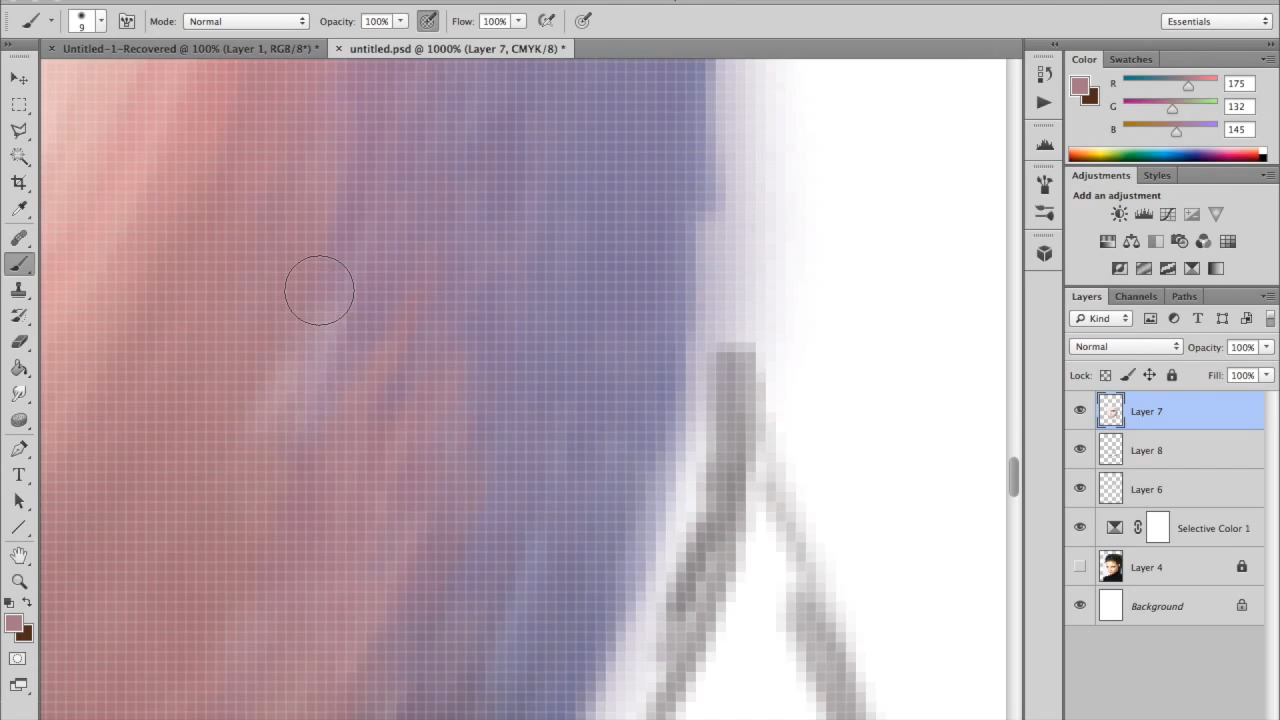 9
Mode: Normal
Opacity: 100%
Flow: 100%
Essentials
Untitled-1-Recovered @ 100% (Layer 1, RGB/8*) *
untitled.psd @ 1000% (Layer 7, CMYK/8) *
Color Swatches
R 175
G 132
B 145
Adjustments Styles
Add an adjustment
Layers Channels Paths
Kind
Normal Opacity: 100%
Lock: Fill: 100%
Layer 7
Layer 8
Layer 6
Selective Color 1
Layer 4
Background